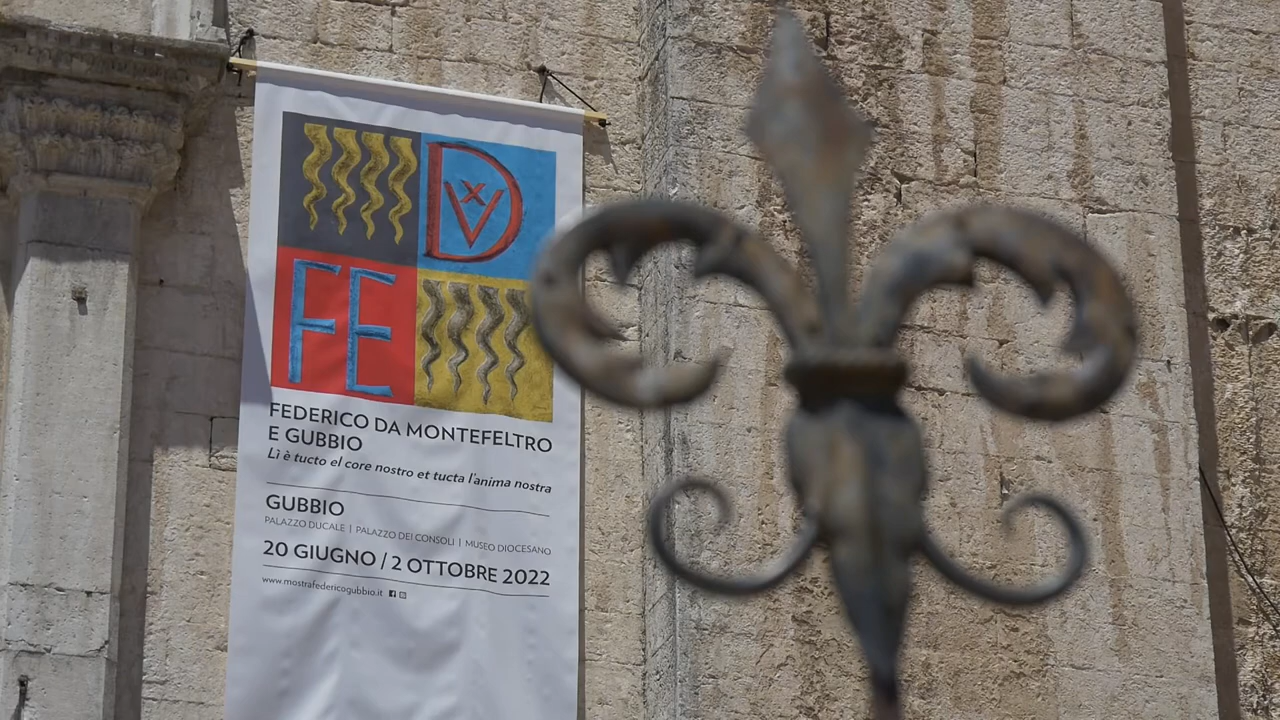 D XV
FE
FEDERICO DA MONTEFELTRO
E GUBBIO
Lì è tucto el core nostro et tucta l'anima nostra
GUBBIO
PALAZZO DUCALE | PALAZZO DEI CONSOLI | MUSEO DIOCESANO
20 GIUGNO / 2 OTTOBRE 2022
www.mostrafedericogubbio.it